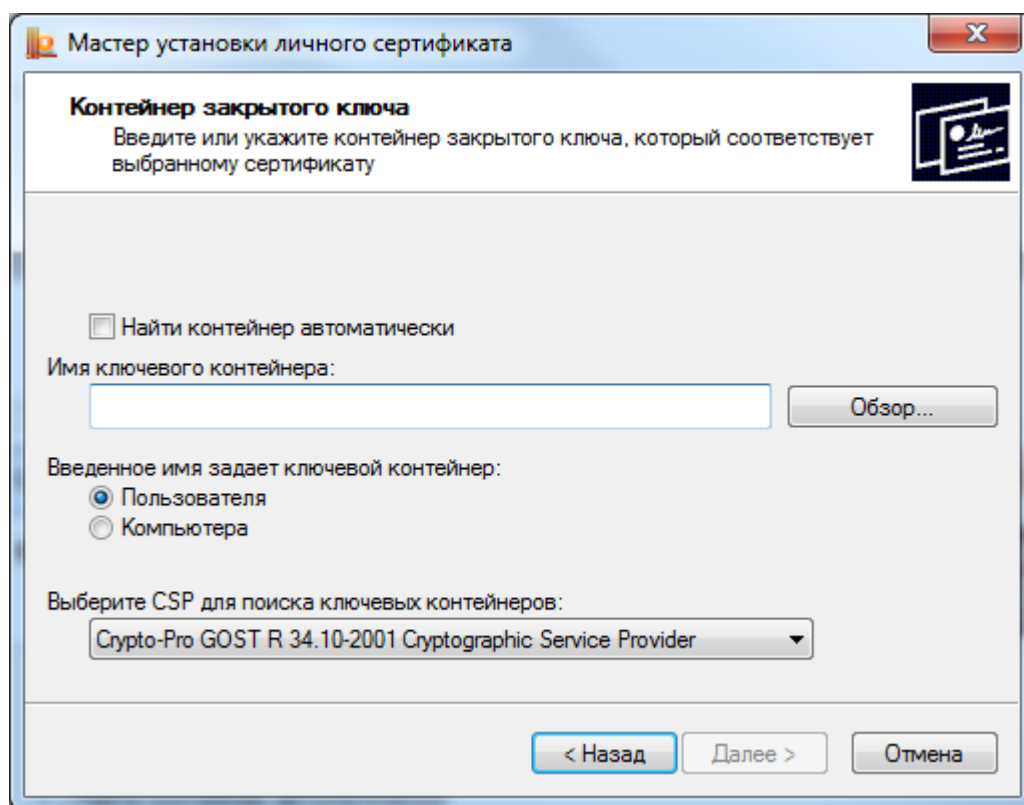 Мастер установки личного сертификата
Контейнер закрытого ключа
Введите или укажите контейнер закрытого ключа, который соответствует
выбранному сертификату
Найти контейнер автоматически
Имя ключевого контейнера:
Обзор...
Введенное имя задает ключевой контейнер:
Пользователя
Компьютера
Выберите CSP для поиска ключевых контейнеров:
Crypto-Pro GOST R 34.10-2001 Cryptographic Service Provider
< Назад
Далее >
Отмена